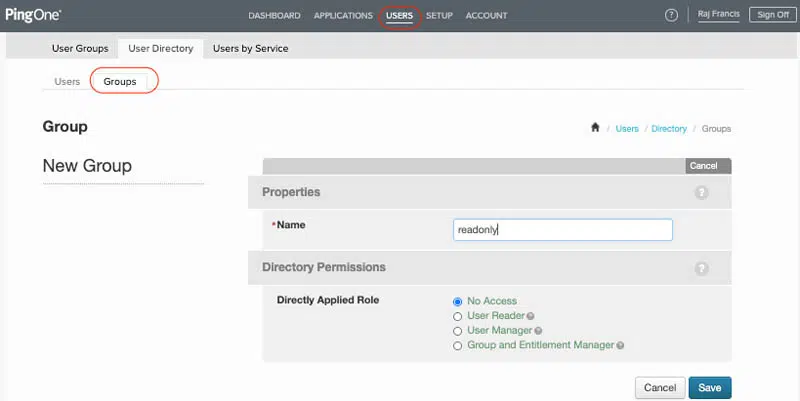 PingOne® DASHBOARD APPLICATIONS USERS SETUP ACCOUNT ? Raj Francis Sign Off
User Groups User Directory Users by Service
Users Groups
Group / Users / Directory / Groups
New Group
Cancel
Properties ?
*Name readonly
Directory Permissions ?
Directly Applied Role No Access
User Reader ?
User Manager ?
Group and Entitlement Manager ?
Cancel Save